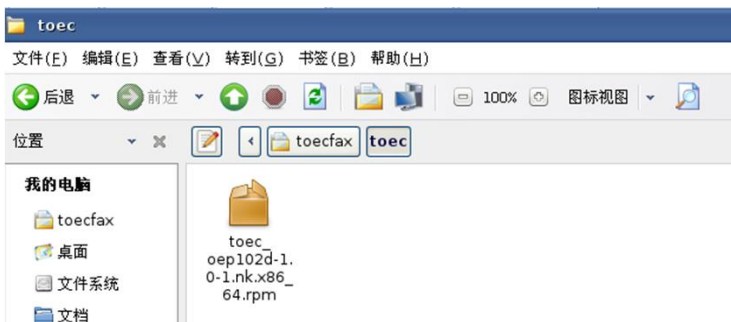 toec
文件(F) 编辑(E) 查看(V) 转到(G) 书签(B) 帮助(H)
后退 前进 100% 图标视图
位置 toecfax toec
我的电脑
toecfax
桌面
文件系统
文档
toec_
oep102d-1.
0-1.nk.x86_
64.rpm